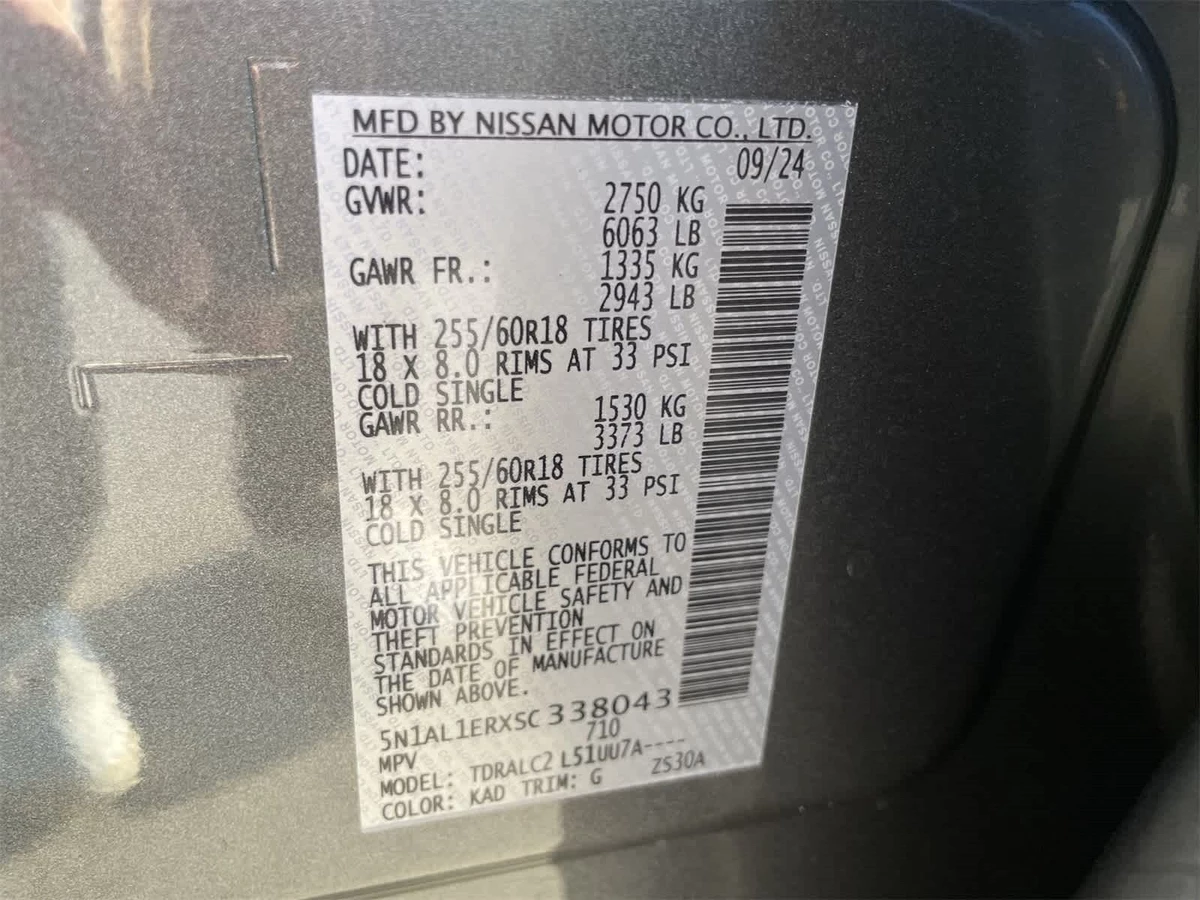 MFD BY NISSAN MOTOR CO., LTD.
DATE: 09/24
GVWR: 2750 KG
6063 LB
GAWR FR.: 1335 KG
2943 LB
WITH 255/60R18 TIRES
18 X 8.0 RIMS AT 33 PSI
COLD SINGLE
GAWR RR.: 1530 KG
3373 LB
WITH 255/60R18 TIRES
18 X 8.0 RIMS AT 33 PSI
COLD SINGLE
THIS VEHICLE CONFORMS TO
ALL APPLICABLE FEDERAL
MOTOR VEHICLE SAFETY AND
THEFT PREVENTION
STANDARDS IN EFFECT ON
THE DATE OF MANUFACTURE
SHOWN ABOVE.
5N1AL1ERXSC338043
MPV 710
MODEL: TDRALC2 L51UU7A----
COLOR: KAD TRIM: G ZS30A